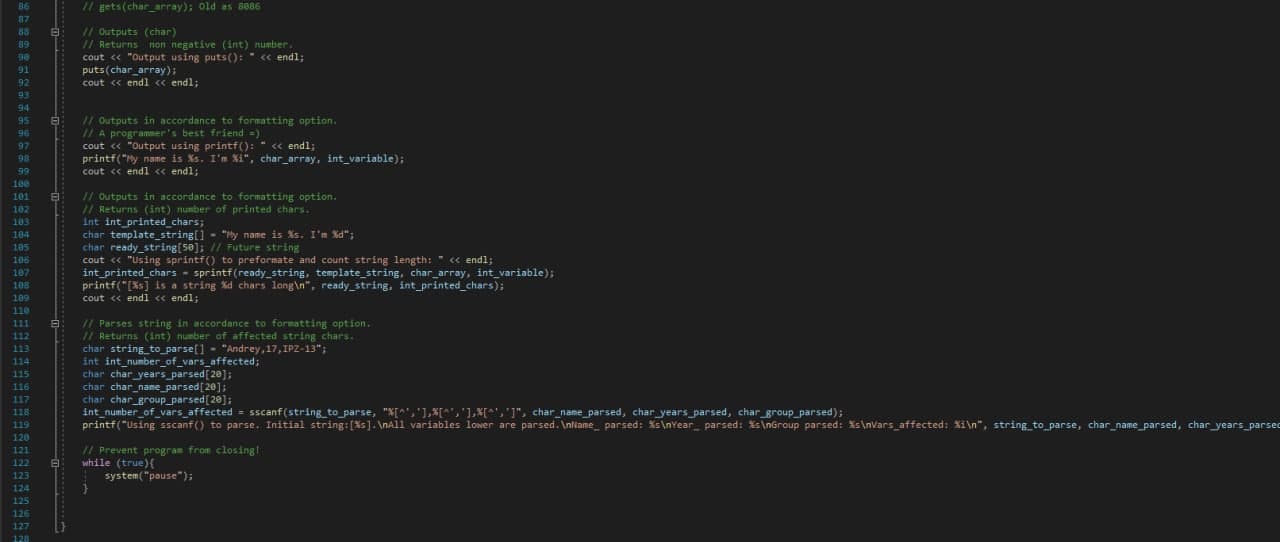 86 // gets(char_array); Old as 8086
87
88 // Outputs (char)
89 // Returns  non negative (int) number.
90 cout << "Output using puts(): " << endl;
91 puts(char_array);
92 cout << endl << endl;
93
94
95 // Outputs in accordance to formatting option.
96 // A programmer's best friend =)
97 cout << "Output using printf(): " << endl;
98 printf("My name is %s. I'm %i", char_array, int_variable);
99 cout << endl << endl;
100
101 // Outputs in accordance to formatting option.
102 // Returns (int) number of printed chars.
103 int int_printed_chars;
104 char template_string[] = "My name is %s. I'm %d";
105 char ready_string[50]; // Future string
106 cout << "Using sprintf() to preformate and count string length: " << endl;
107 int_printed_chars = sprintf(ready_string, template_string, char_array, int_variable);
108 printf("[%s] is a string %d chars long\n", ready_string, int_printed_chars);
109 cout << endl << endl;
110
111 // Parses string in accordance to formatting option.
112 // Returns (int) number of affected string chars.
113 char string_to_parse[] = "Andrey,17,IPZ-13";
114 int int_number_of_vars_affected;
115 char char_years_parsed[20];
116 char char_name_parsed[20];
117 char char_group_parsed[20];
118 int_number_of_vars_affected = sscanf(string_to_parse, "%[^','],%[^','],%[^',']", char_name_parsed, char_years_parsed, char_group_parsed);
119 printf("Using sscanf() to parse. Initial string:[%s].\nAll variables lower are parsed.\nName_ parsed: %s\nYear_ parsed: %s\nGroup parsed: %s\nVars_affected: %i\n", string_to_parse, char_name_parsed, char_years_parsed
120
121 // Prevent program from closing!
122 while (true){
123 system("pause");
124 }
125
126
127 }
128